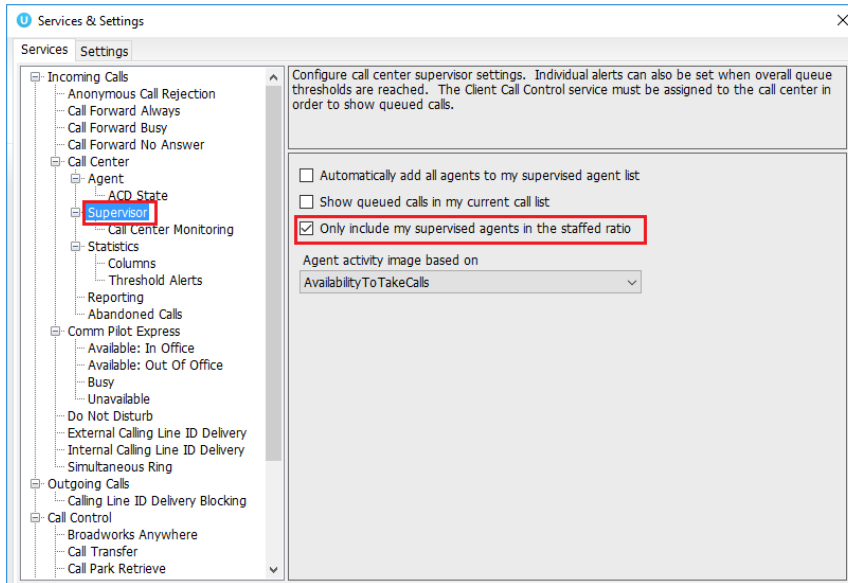 Services & Settings
Services Settings
Incoming Calls
Anonymous Call Rejection
Call Forward Always
Call Forward Busy
Call Forward No Answer
Call Center
Agent
ACD State
Supervisor
Call Center Monitoring
Statistics
Columns
Threshold Alerts
Reporting
Abandoned Calls
Comm Pilot Express
Available: In Office
Available: Out Of Office
Busy
Unavailable
Do Not Disturb
External Calling Line ID Delivery
Internal Calling Line ID Delivery
Simultaneous Ring
Outgoing Calls
Calling Line ID Delivery Blocking
Call Control
Broadworks Anywhere
Call Transfer
Call Park Retrieve
Configure call center supervisor settings. Individual alerts can also be set when overall queue
thresholds are reached. The Client Call Control service must be assigned to the call center in
order to show queued calls.
Automatically add all agents to my supervised agent list
Show queued calls in my current call list
Only include my supervised agents in the staffed ratio
Agent activity image based on
AvailabilityToTakeCalls